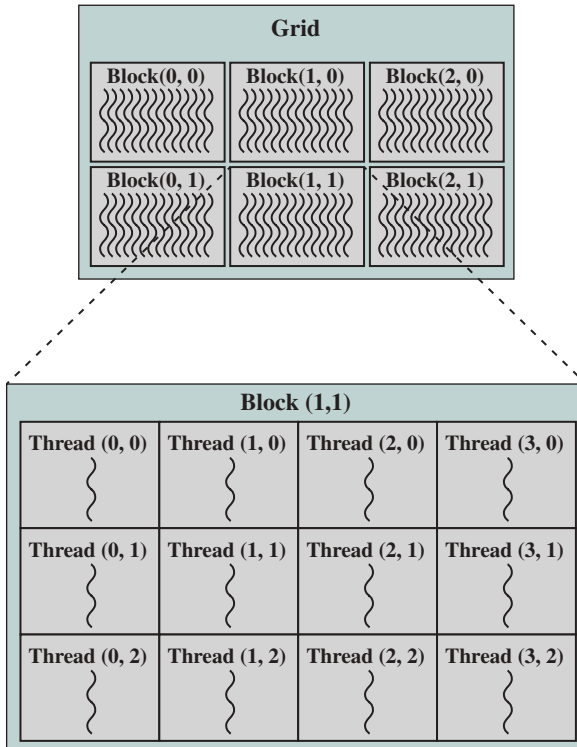 Grid
Block(0, 0) Block(1, 0) Block(2, 0)
Block(0, 1) Block(1, 1) Block(2, 1)
Block (1,1)
Thread (0, 0) Thread (1, 0) Thread (2, 0) Thread (3, 0)
Thread (0, 1) Thread (1, 1) Thread (2, 1) Thread (3, 1)
Thread (0, 2) Thread (1, 2) Thread (2, 2) Thread (3, 2)